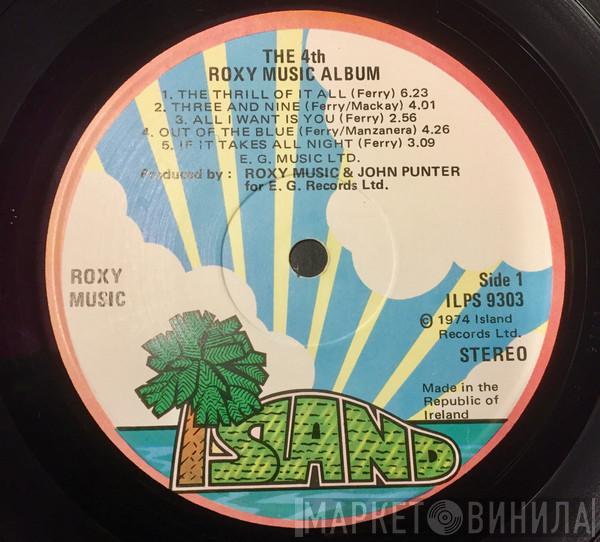 THE 4th
ROXY MUSIC ALBUM
1. THE THRILL OF IT ALL (Ferry) 6.23
2. THREE AND NINE (Ferry/Mackay) 4.01
3. ALL I WANT IS YOU (Ferry) 2.56
4. OUT OF THE BLUE (Ferry/Manzanera) 4.26
5. IF IT TAKES ALL NIGHT (Ferry) 3.09
E. G. MUSIC LTD.
Produced by : ROXY MUSIC & JOHN PUNTER
for E. G. Records Ltd.
ROXY
MUSIC
Side 1
ILPS 9303
© 1974 Island
Records Ltd.
STEREO
Made in the
Republic of
Ireland
ISLAND
МАРКЕТ ВИНИЛА